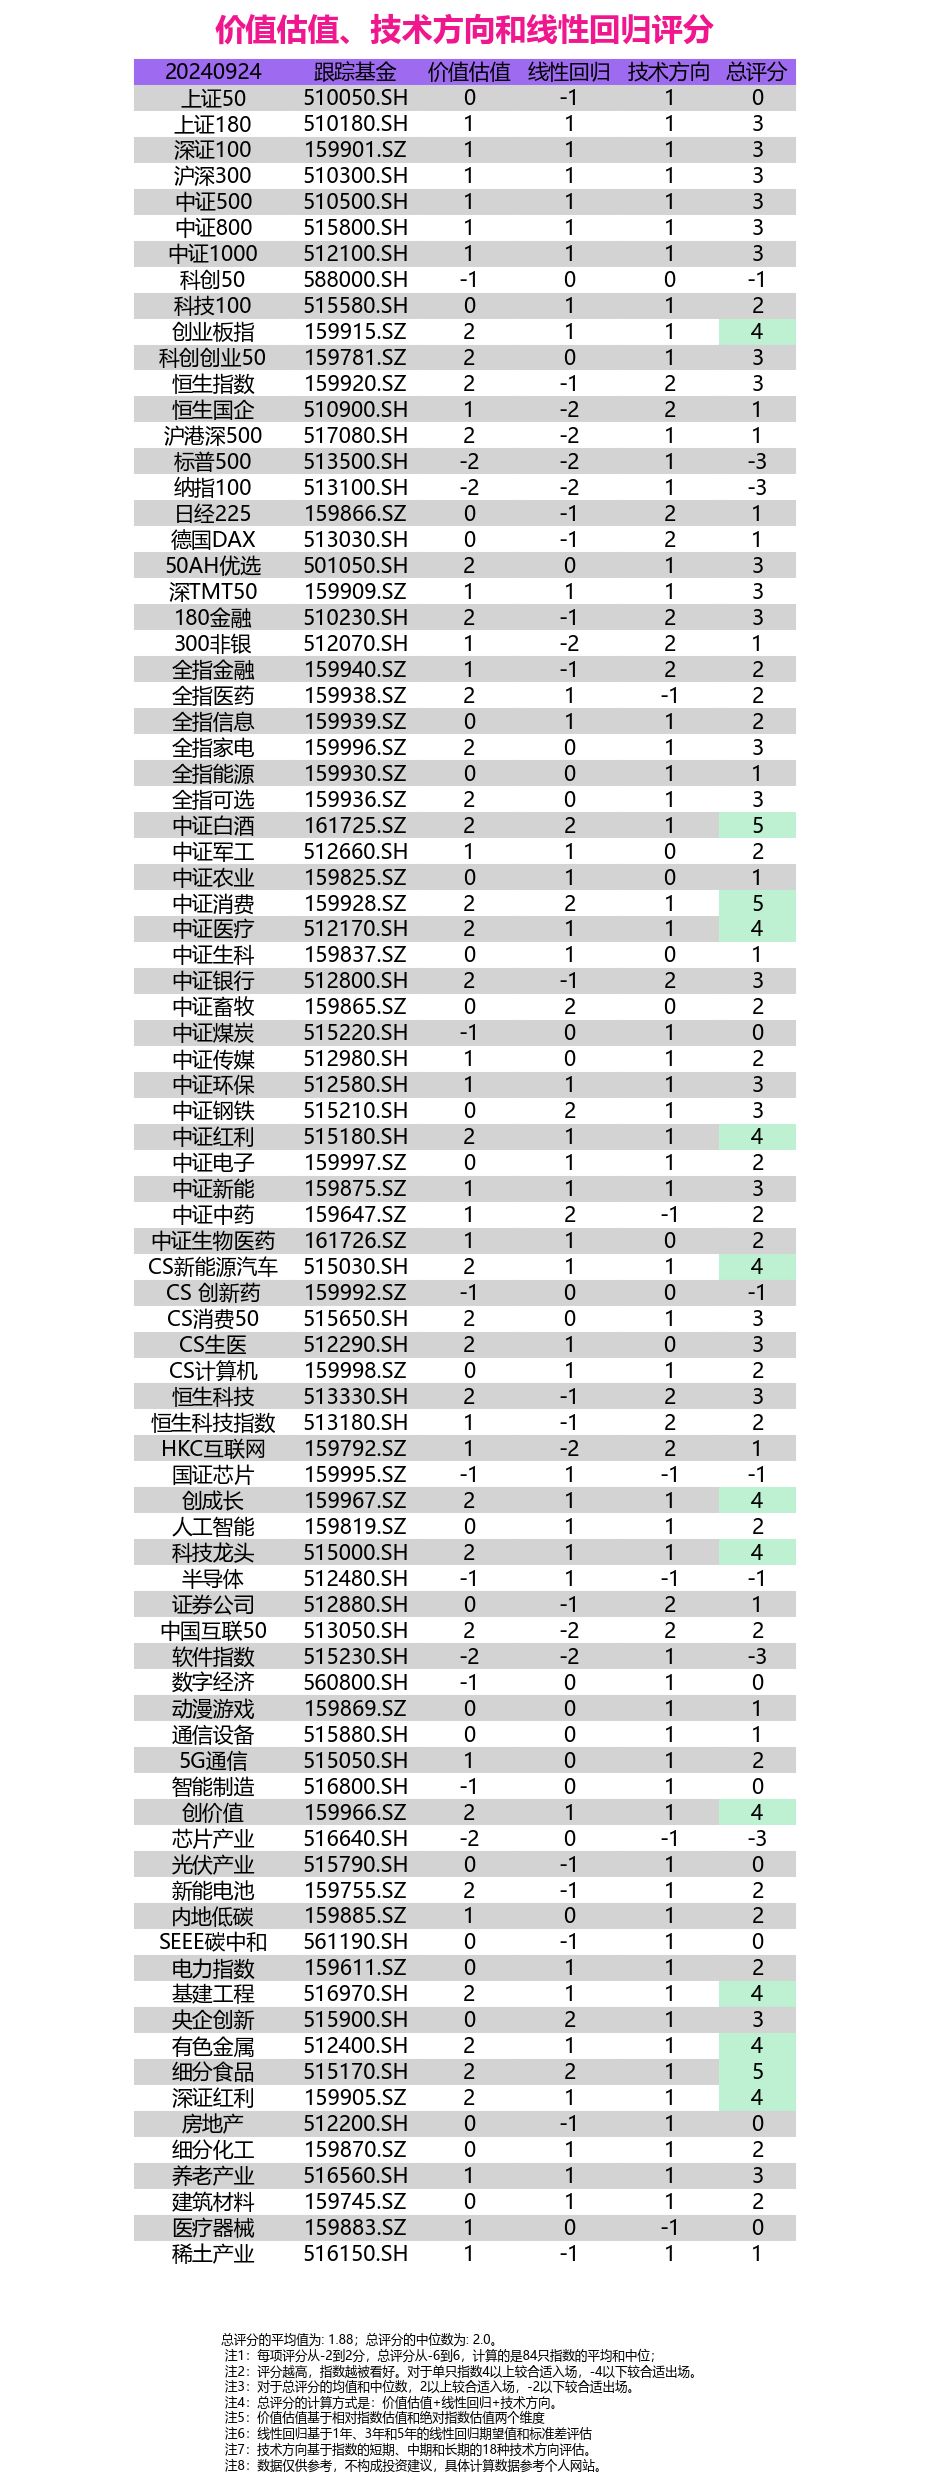 价值估值、技术方向和线性回归评分
20240924 跟踪基金 价值估值 线性回归 技术方向 总评分
上证50 510050.SH 0 -1 1 0
上证180 510180.SH 1 1 1 3
深证100 159901.SZ 1 1 1 3
沪深300 510300.SH 1 1 1 3
中证500 510500.SH 1 1 1 3
中证800 515800.SH 1 1 1 3
中证1000 512100.SH 1 1 1 3
科创50 588000.SH -1 0 0 -1
科技100 515580.SH 0 1 1 2
创业板指 159915.SZ 2 1 1 4
科创创业50 159781.SZ 2 0 1 3
恒生指数 159920.SZ 2 -1 2 3
恒生国企 510900.SH 1 -2 2 1
沪港深500 517080.SH 2 -2 1 1
标普500 513500.SH -2 -2 1 -3
纳指100 513100.SH -2 -2 1 -3
日经225 159866.SZ 0 -1 2 1
德国DAX 513030.SH 0 -1 2 1
50AH优选 501050.SH 2 0 1 3
深TMT50 159909.SZ 1 1 1 3
180金融 510230.SH 2 -1 2 3
300非银 512070.SH 1 -2 2 1
全指金融 159940.SZ 1 -1 2 2
全指医药 159938.SZ 2 1 -1 2
全指信息 159939.SZ 0 1 1 2
全指家电 159996.SZ 2 0 1 3
全指能源 159930.SZ 0 0 1 1
全指可选 159936.SZ 2 0 1 3
中证白酒 161725.SZ 2 2 1 5
中证军工 512660.SH 1 1 0 2
中证农业 159825.SZ 0 1 0 1
中证消费 159928.SZ 2 2 1 5
中证医疗 512170.SH 2 1 1 4
中证生科 159837.SZ 0 1 0 1
中证银行 512800.SH 2 -1 2 3
中证畜牧 159865.SZ 0 2 0 2
中证煤炭 515220.SH -1 0 1 0
中证传媒 512980.SH 1 0 1 2
中证环保 512580.SH 1 1 1 3
中证钢铁 515210.SH 0 2 1 3
中证红利 515180.SH 2 1 1 4
中证电子 159997.SZ 0 1 1 2
中证新能 159875.SZ 1 1 1 3
中证中药 159647.SZ 1 2 -1 2
中证生物医药 161726.SZ 1 1 0 2
CS新能源汽车 515030.SH 2 1 1 4
CS 创新药 159992.SZ -1 0 0 -1
CS消费50 515650.SH 2 0 1 3
CS生医 512290.SH 2 1 0 3
CS计算机 159998.SZ 0 1 1 2
恒生科技 513330.SH 2 -1 2 3
恒生科技指数 513180.SH 1 -1 2 2
HKC互联网 159792.SZ 1 -2 2 1
国证芯片 159995.SZ -1 1 -1 -1
创成长 159967.SZ 2 1 1 4
人工智能 159819.SZ 0 1 1 2
科技龙头 515000.SH 2 1 1 4
半导体 512480.SH -1 1 -1 -1
证券公司 512880.SH 0 -1 2 1
中国互联50 513050.SH 2 -2 2 2
软件指数 515230.SH -2 -2 1 -3
数字经济 560800.SH -1 0 1 0
动漫游戏 159869.SZ 0 0 1 1
通信设备 515880.SH 0 0 1 1
5G通信 515050.SH 1 0 1 2
智能制造 516800.SH -1 0 1 0
创价值 159966.SZ 2 1 1 4
芯片产业 516640.SH -2 0 -1 -3
光伏产业 515790.SH 0 -1 1 0
新能电池 159755.SZ 2 -1 1 2
内地低碳 159885.SZ 1 0 1 2
SEEE碳中和 561190.SH 0 -1 1 0
电力指数 159611.SZ 0 1 1 2
基建工程 516970.SH 2 1 1 4
央企创新 515900.SH 0 2 1 3
有色金属 512400.SH 2 1 1 4
细分食品 515170.SH 2 2 1 5
深证红利 159905.SZ 2 1 1 4
房地产 512200.SH 0 -1 1 0
细分化工 159870.SZ 0 1 1 2
养老产业 516560.SH 1 1 1 3
建筑材料 159745.SZ 0 1 1 2
医疗器械 159883.SZ 1 0 -1 0
稀土产业 516150.SH 1 -1 1 1
总评分的平均值为: 1.88；总评分的中位数为: 2.0。
注1：每项评分从-2到2分，总评分从-6到6，计算的是84只指数的平均和中位；
注2：评分越高，指数越被看好。对于单只指数4以上较合适入场，-4以下较合适出场。
注3：对于总评分的均值和中位数，2以上较合适入场，-2以下较合适出场。
注4：总评分的计算方式是：价值估值+线性回归+技术方向。
注5：价值估值基于相对指数估值和绝对指数估值两个维度
注6：线性回归基于1年、3年和5年的线性回归期望值和标准差评估
注7：技术方向基于指数的短期、中期和长期的18种技术方向评估。
注8：数据仅供参考，不构成投资建议，具体计算数据参考个人网站。